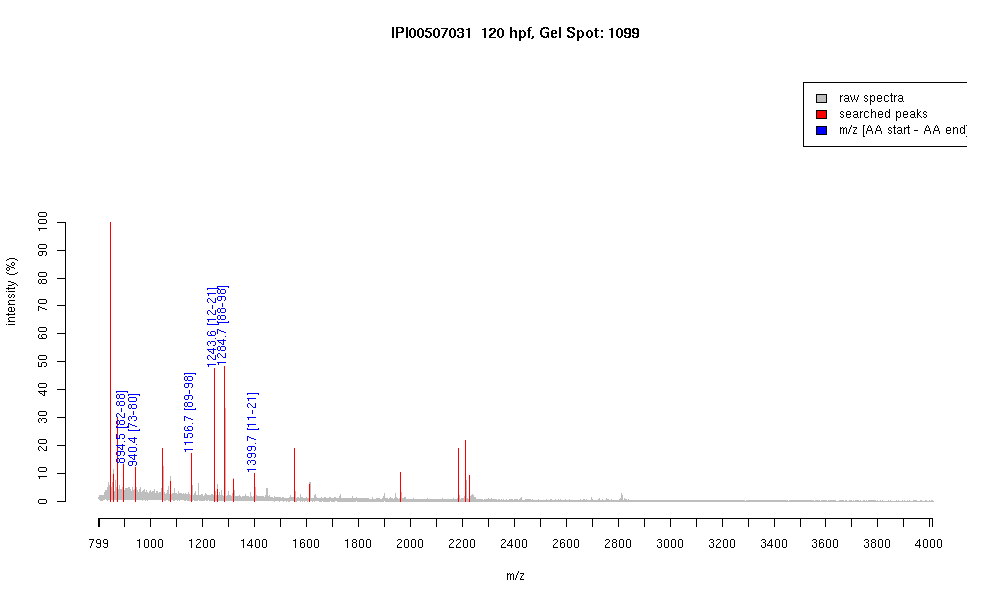 IPI00507031 120 hpf, Gel Spot: 1099
raw spectra
searched peaks
m/z [AA start - AA end]
intensity (%)
100
90
80
70
60
50
40
30
20
10
0
894.5 [82-88]
940.4 [73-80]
1156.7 [89-98]
1243.6 [12-21]
1284.7 [88-98]
1399.7 [11-21]
799 1000 1200 1400 1600 1800 2000 2200 2400 2600 2800 3000 3200 3400 3600 3800 4000
m/z